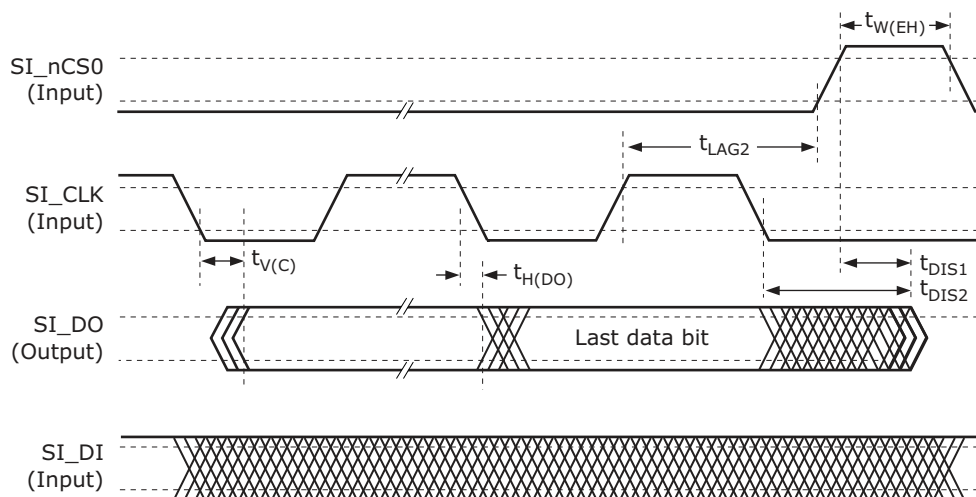 t_W(EH)
SI_nCS0
(Input)
t_LAG2
SI_CLK
(Input)
t_V(C)
t_H(DO)
t_DIS1
t_DIS2
SI_DO
(Output)
Last data bit
SI_DI
(Input)